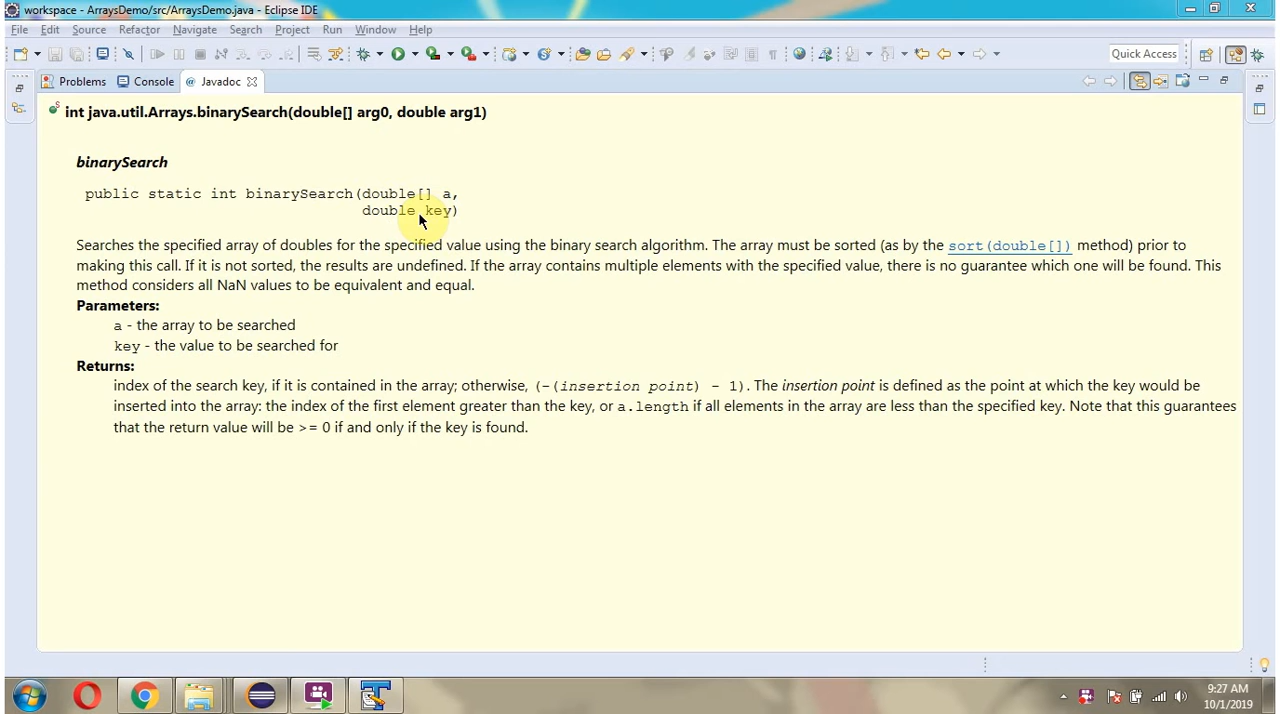 workspace - ArraysDemo/src/ArraysDemo.java - Eclipse IDE
File Edit Source Refactor Navigate Search Project Run Window Help
Quick Access
Problems Console @ Javadoc
int java.util.Arrays.binarySearch(double[] arg0, double arg1)
binarySearch
public static int binarySearch(double[] a,
double key)
Searches the specified array of doubles for the specified value using the binary search algorithm. The array must be sorted (as by the sort(double[]) method) prior to
making this call. If it is not sorted, the results are undefined. If the array contains multiple elements with the specified value, there is no guarantee which one will be found. This
method considers all NaN values to be equivalent and equal.
Parameters:
a - the array to be searched
key - the value to be searched for
Returns:
index of the search key, if it is contained in the array; otherwise, (-(insertion point) - 1). The insertion point is defined as the point at which the key would be
inserted into the array: the index of the first element greater than the key, or a.length if all elements in the array are less than the specified key. Note that this guarantees
that the return value will be >= 0 if and only if the key is found.
9:27 AM
10/1/2019